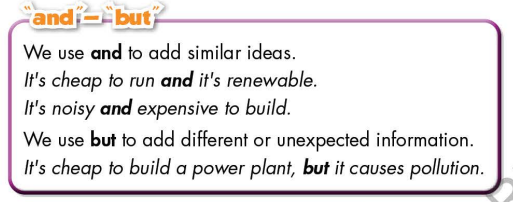 "and" – "but"
We use and to add similar ideas.
It's cheap to run and it's renewable.
It's noisy and expensive to build.
We use but to add different or unexpected information.
It's cheap to build a power plant, but it causes pollution.